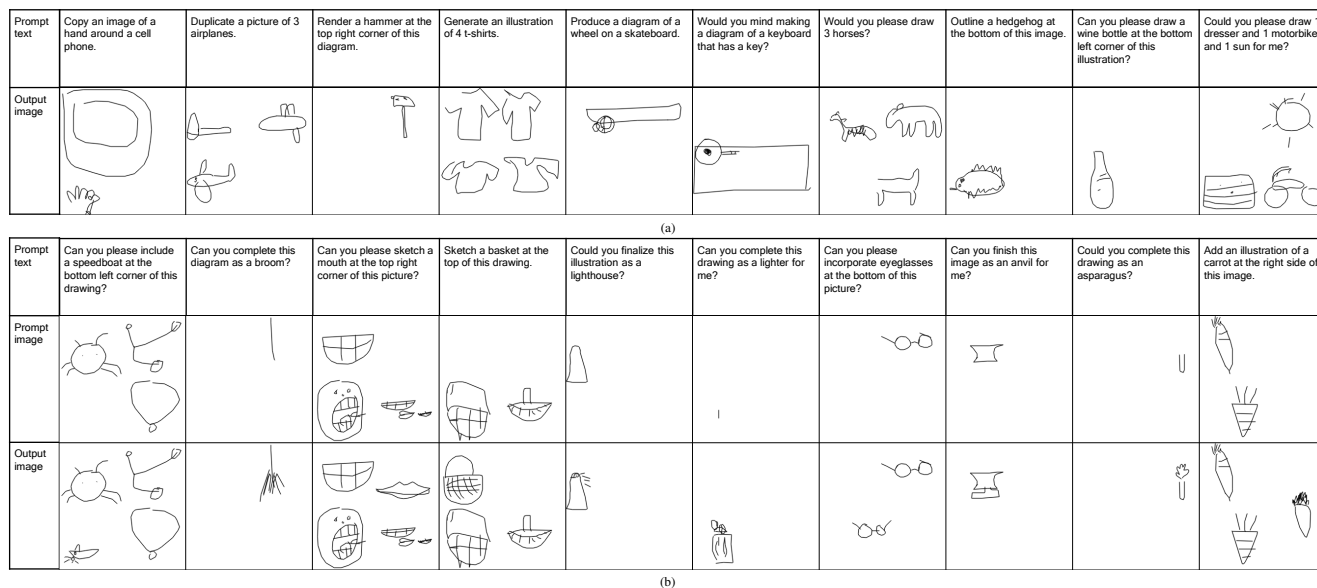 Prompt
text
Copy an image of a
hand around a cell
phone.
Duplicate a picture of 3
airplanes.
Render a hammer at the
top right corner of this
diagram.
Generate an illustration
of 4 t-shirts.
Produce a diagram of a
wheel on a skateboard.
Would you mind making
a diagram of a keyboard
that has a key?
Would you please draw
3 horses?
Outline a hedgehog at
the bottom of this image.
Can you please draw a
wine bottle at the bottom
left corner of this
illustration?
Could you please draw 1
dresser and 1 motorbike
and 1 sun for me?
Output
image
(a)
Prompt
text
Can you please include
a speedboat at the
bottom left corner of this
drawing?
Can you complete this
diagram as a broom?
Can you please sketch a
mouth at the top right
corner of this picture?
Sketch a basket at the
top of this drawing.
Could you finalize this
illustration as a
lighthouse?
Can you complete this
drawing as a lighter for
me?
Can you please
incorporate eyeglasses
at the bottom of this
picture?
Can you finish this
image as an anvil for
me?
Could you complete this
drawing as an
asparagus?
Add an illustration of a
carrot at the right side of
this image.
Prompt
image
Output
image
(b)